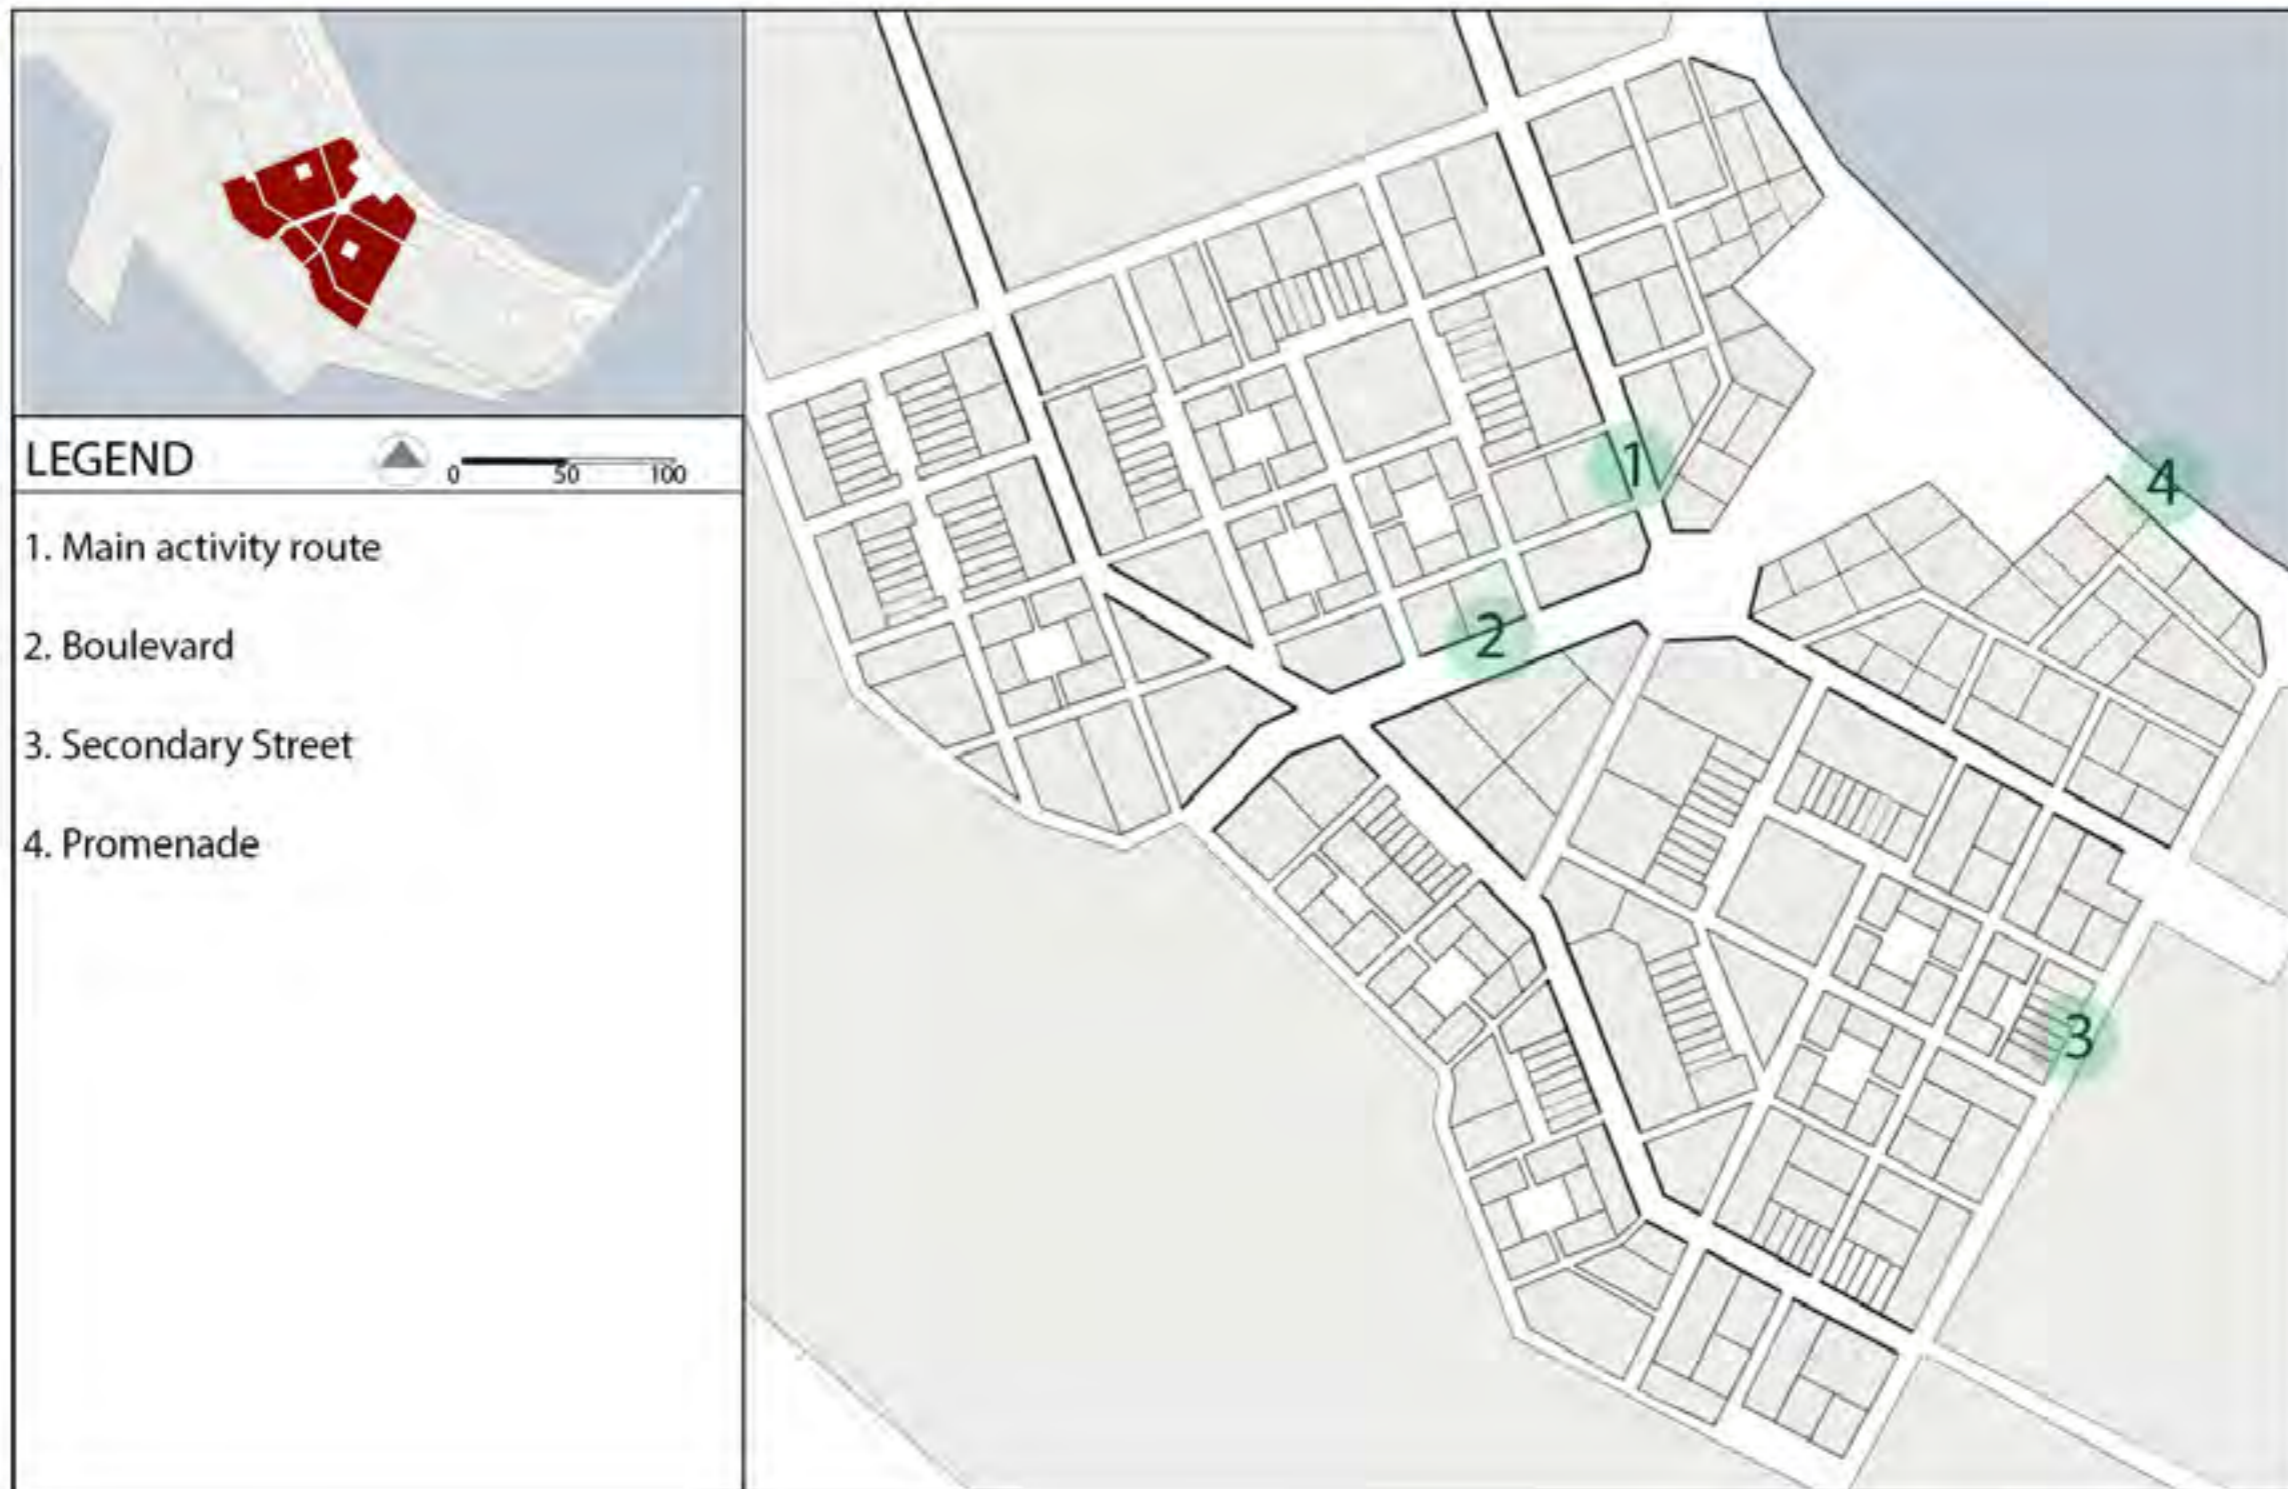 LEGEND
0 50 100
1. Main activity route
2. Boulevard
3. Secondary Street
4. Promenade
1
4
2
3